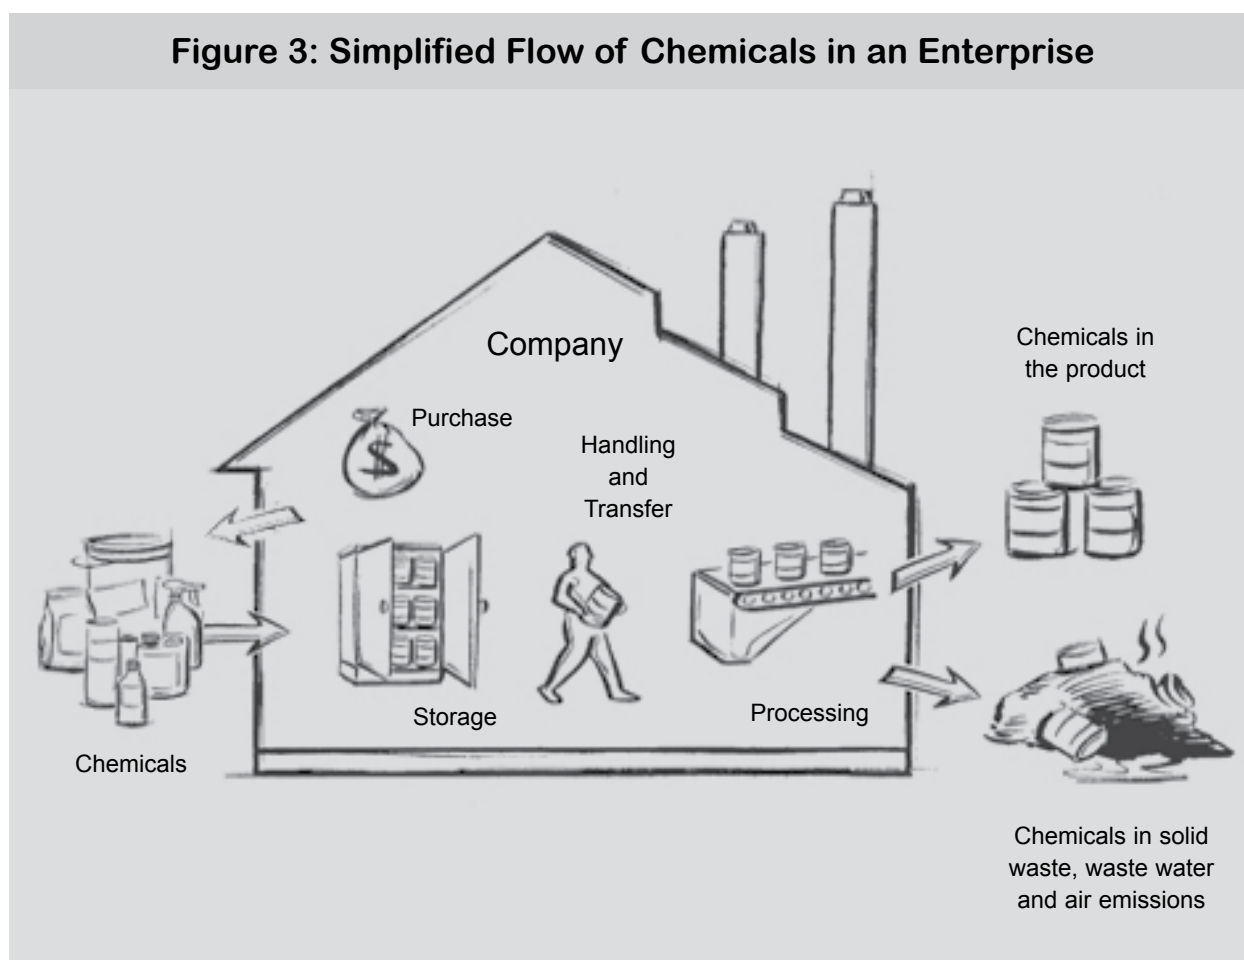 Figure 3: Simplified Flow of Chemicals in an Enterprise
Company
Purchase
$
Handling
and
Transfer
Storage
Processing
Chemicals
Chemicals in
the product
Chemicals in solid
waste, waste water
and air emissions